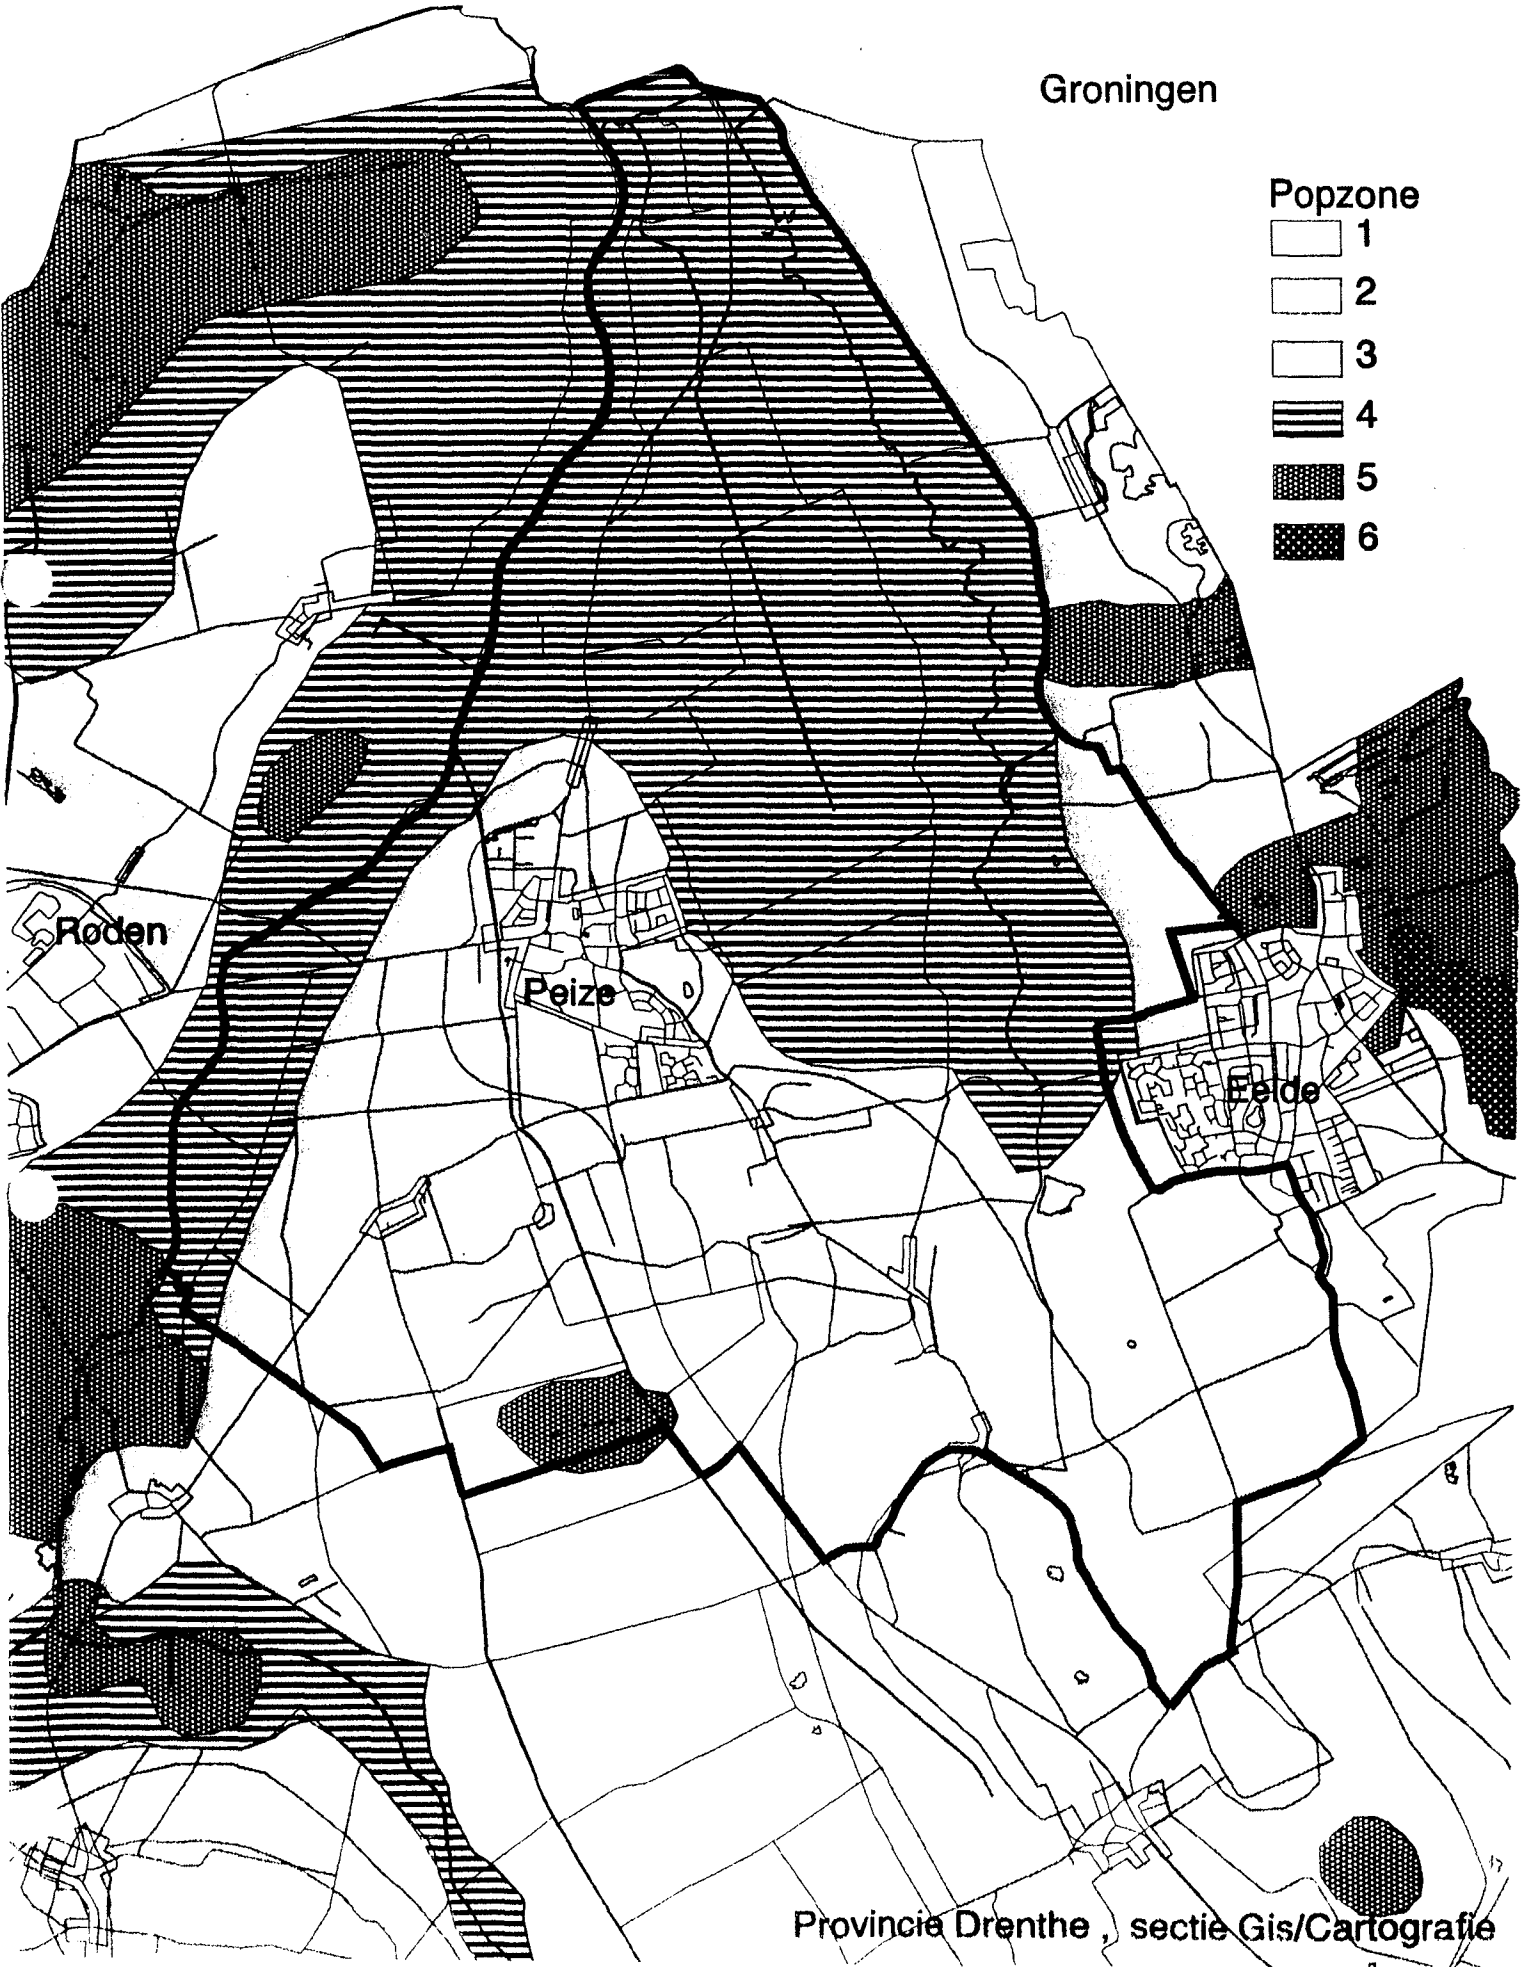 Groningen
Popzone
1
2
3
4
5
6
Roden
Peize
Eelde
Provincie Drenthe , sectie Gis/Cartografie